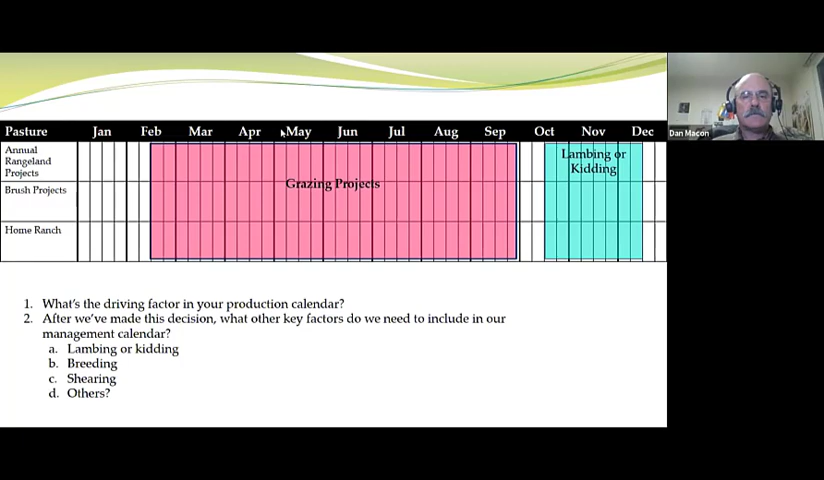 Pasture Jan Feb Mar Apr May Jun Jul Aug Sep Oct Nov Dec
Annual
Rangeland
Projects
Brush Projects
Home Ranch
Grazing Projects
Lambing or
Kidding
Dan Macon
1. What's the driving factor in your production calendar?
2. After we've made this decision, what other key factors do we need to include in our
management calendar?
a. Lambing or kidding
b. Breeding
c. Shearing
d. Others?